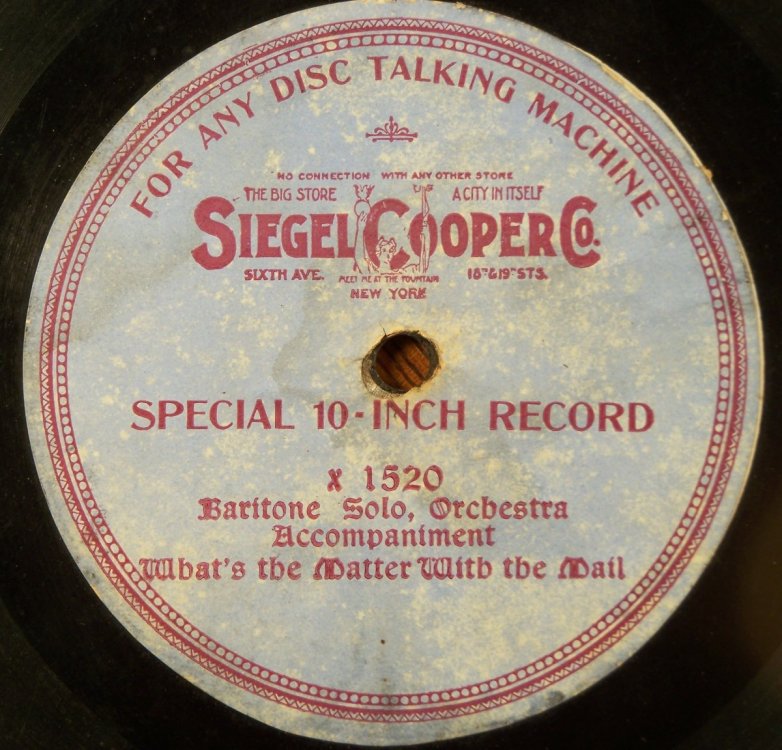 FOR ANY DISC TALKING MACHINE
NO CONNECTION WITH ANY OTHER STORE
THE BIG STORE A CITY IN ITSELF
SIEGEL COOPER CO.
SIXTH AVE. MEET ME AT THE FOUNTAIN 18TH & 19TH STS.
NEW YORK
SPECIAL 10-INCH RECORD
X 1520
Baritone Solo, Orchestra
Accompaniment
What's the Matter With the Mail